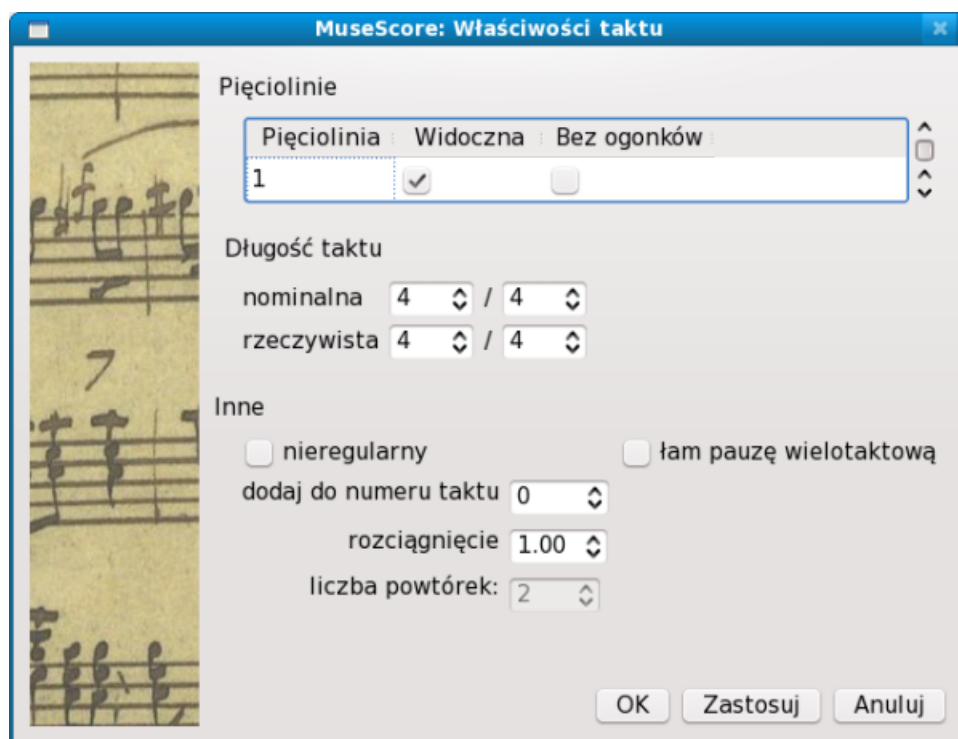 MuseScore: Właściwości taktu
Pięciolinie
Pięciolinia Widoczna Bez ogonków
1
Długość taktu
nominalna 4 / 4
rzeczywista 4 / 4
7
Inne
nieregularny łam pauzę wielotaktową
dodaj do numeru taktu 0
rozciągnięcie 1.00
liczba powtórek: 2
OK Zastosuj Anuluj